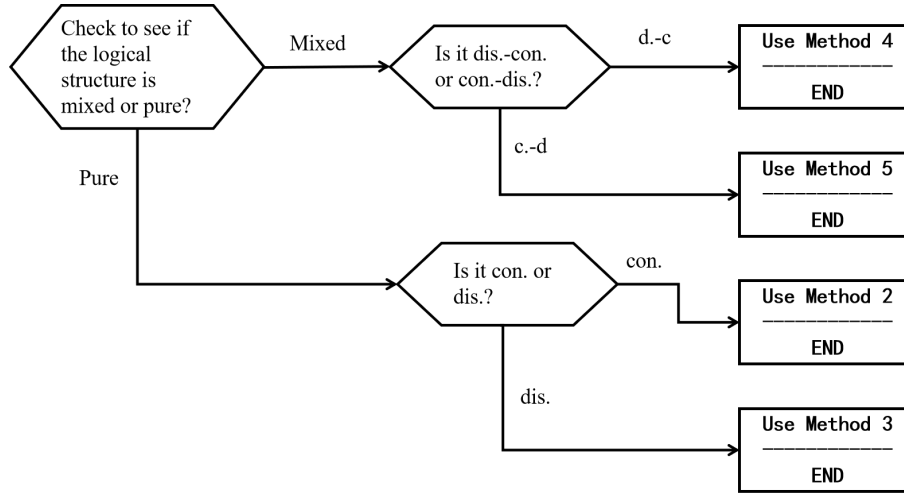 Check to see if
the logical
structure is
mixed or pure?
Mixed
Is it dis.-con.
or con.-dis.?
d.-c
Use Method 4
------------
END
c.-d
Use Method 5
------------
END
Pure
Is it con. or
dis.?
con.
Use Method 2
------------
END
dis.
Use Method 3
------------
END